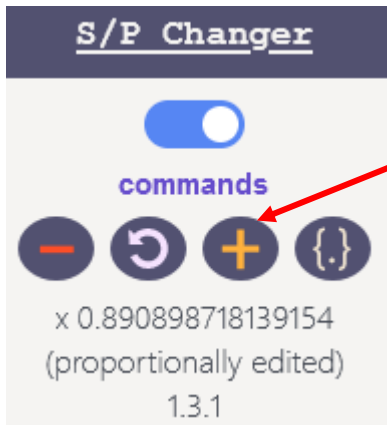 S/P Changer
commands
− + {.}
x 0.890898718139154
(proportionally edited)
1.3.1